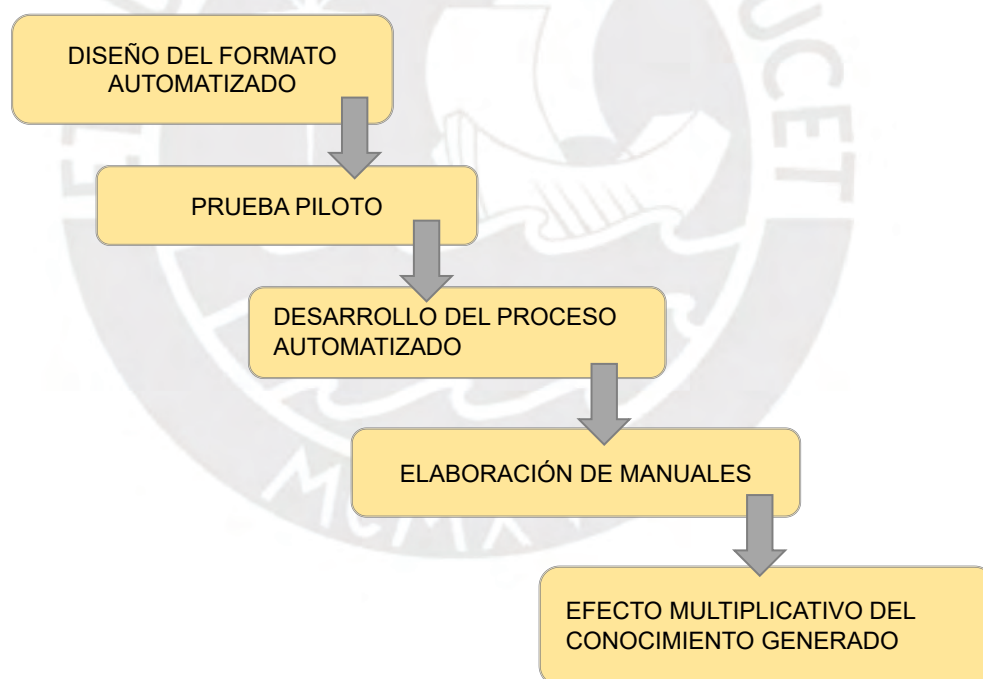 DISEÑO DEL FORMATO
AUTOMATIZADO
PRUEBA PILOTO
DESARROLLO DEL PROCESO
AUTOMATIZADO
ELABORACIÓN DE MANUALES
EFECTO MULTIPLICATIVO DEL
CONOCIMIENTO GENERADO